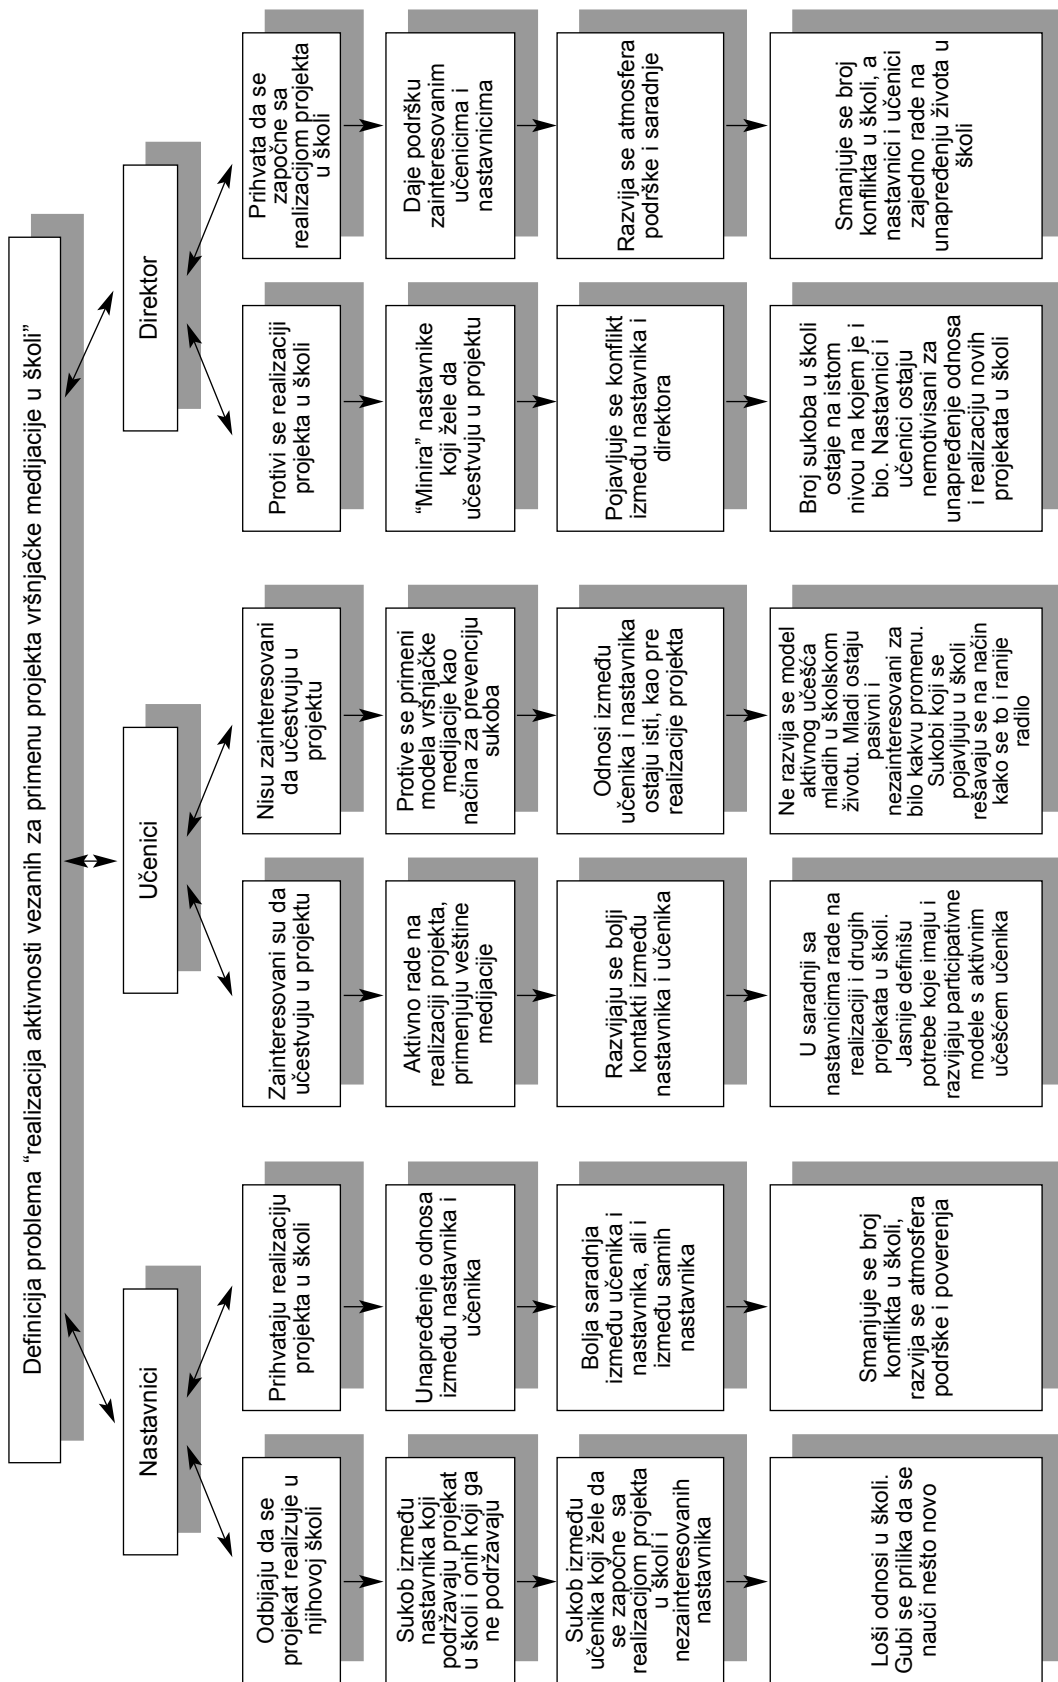 Definicija problema “realizacija aktivnosti vezanih za primenu projekta vršnjačke medijacije u školi”
Nastavnici
Učenici
Direktor
Odbijaju da se
projekat realizuje u
njihovoj školi
Sukob između
nastavnika koji
podržavaju projekat
u školi i onih koji ga
ne podržavaju
Sukob između
učenika koji žele da
se započne sa
realizacijom projekta
u školi i
nezainteresovanih
nastavnika
Loši odnosi u školi.
Gubi se prilika da se
nauči nešto novo
Prihvataju realizaciju
projekta u školi
Unapređenje odnosa
između nastavnika i
učenika
Bolja saradnja
između učenika i
nastavnika, ali i
između samih
nastavnika
Smanjuje se broj
konflikta u školi,
razvija se atmosfera
podrške i poverenja
Zainteresovani su da
učestvuju u projektu
Aktivno rade na
realizaciji projekta,
primenjuju veštine
medijacije
Razvijaju se bolji
kontakti između
nastavnika i učenika
U saradnji sa
nastavnicima rade na
realizaciji i drugih
projekata u školi.
Jasnije definišu
potrebe koje imaju i
razvijaju participativne
modele s aktivnim
učešćem učenika
Nisu zainteresovani
da učestvuju u
projektu
Protive se primeni
modela vršnjačke
medijacije kao
načina za prevenciju
sukoba
Odnosi između
učenika i nastavnika
ostaju isti, kao pre
realizacije projekta
Ne razvija se model
aktivnog učešća
mladih u školskom
životu. Mladi ostaju
pasivni i
nezainteresovani za
bilo kakvu promenu.
Sukobi koji se
pojavljuju u školi
rešavaju se na način
kako se to i ranije
radilo
Protivi se realizaciji
projekta u školi
“Minira” nastavnike
koji žele da
učestvuju u projektu
Pojavljuje se konflikt
između nastavnika i
direktora
Broj sukoba u školi
ostaje na istom
nivou na kojem je i
bio. Nastavnici i
učenici ostaju
nemotivisani za
unapređenje odnosa
i realizaciju novih
projekata u školi
Prihvata da se
započne sa
realizacijom projekta
u školi
Daje podršku
zainteresovanim
učenicima i
nastavnicima
Razvija se atmosfera
podrške i saradnje
Smanjuje se broj
konflikta u školi, a
nastavnici i učenici
zajedno rade na
unapređenju života u
školi